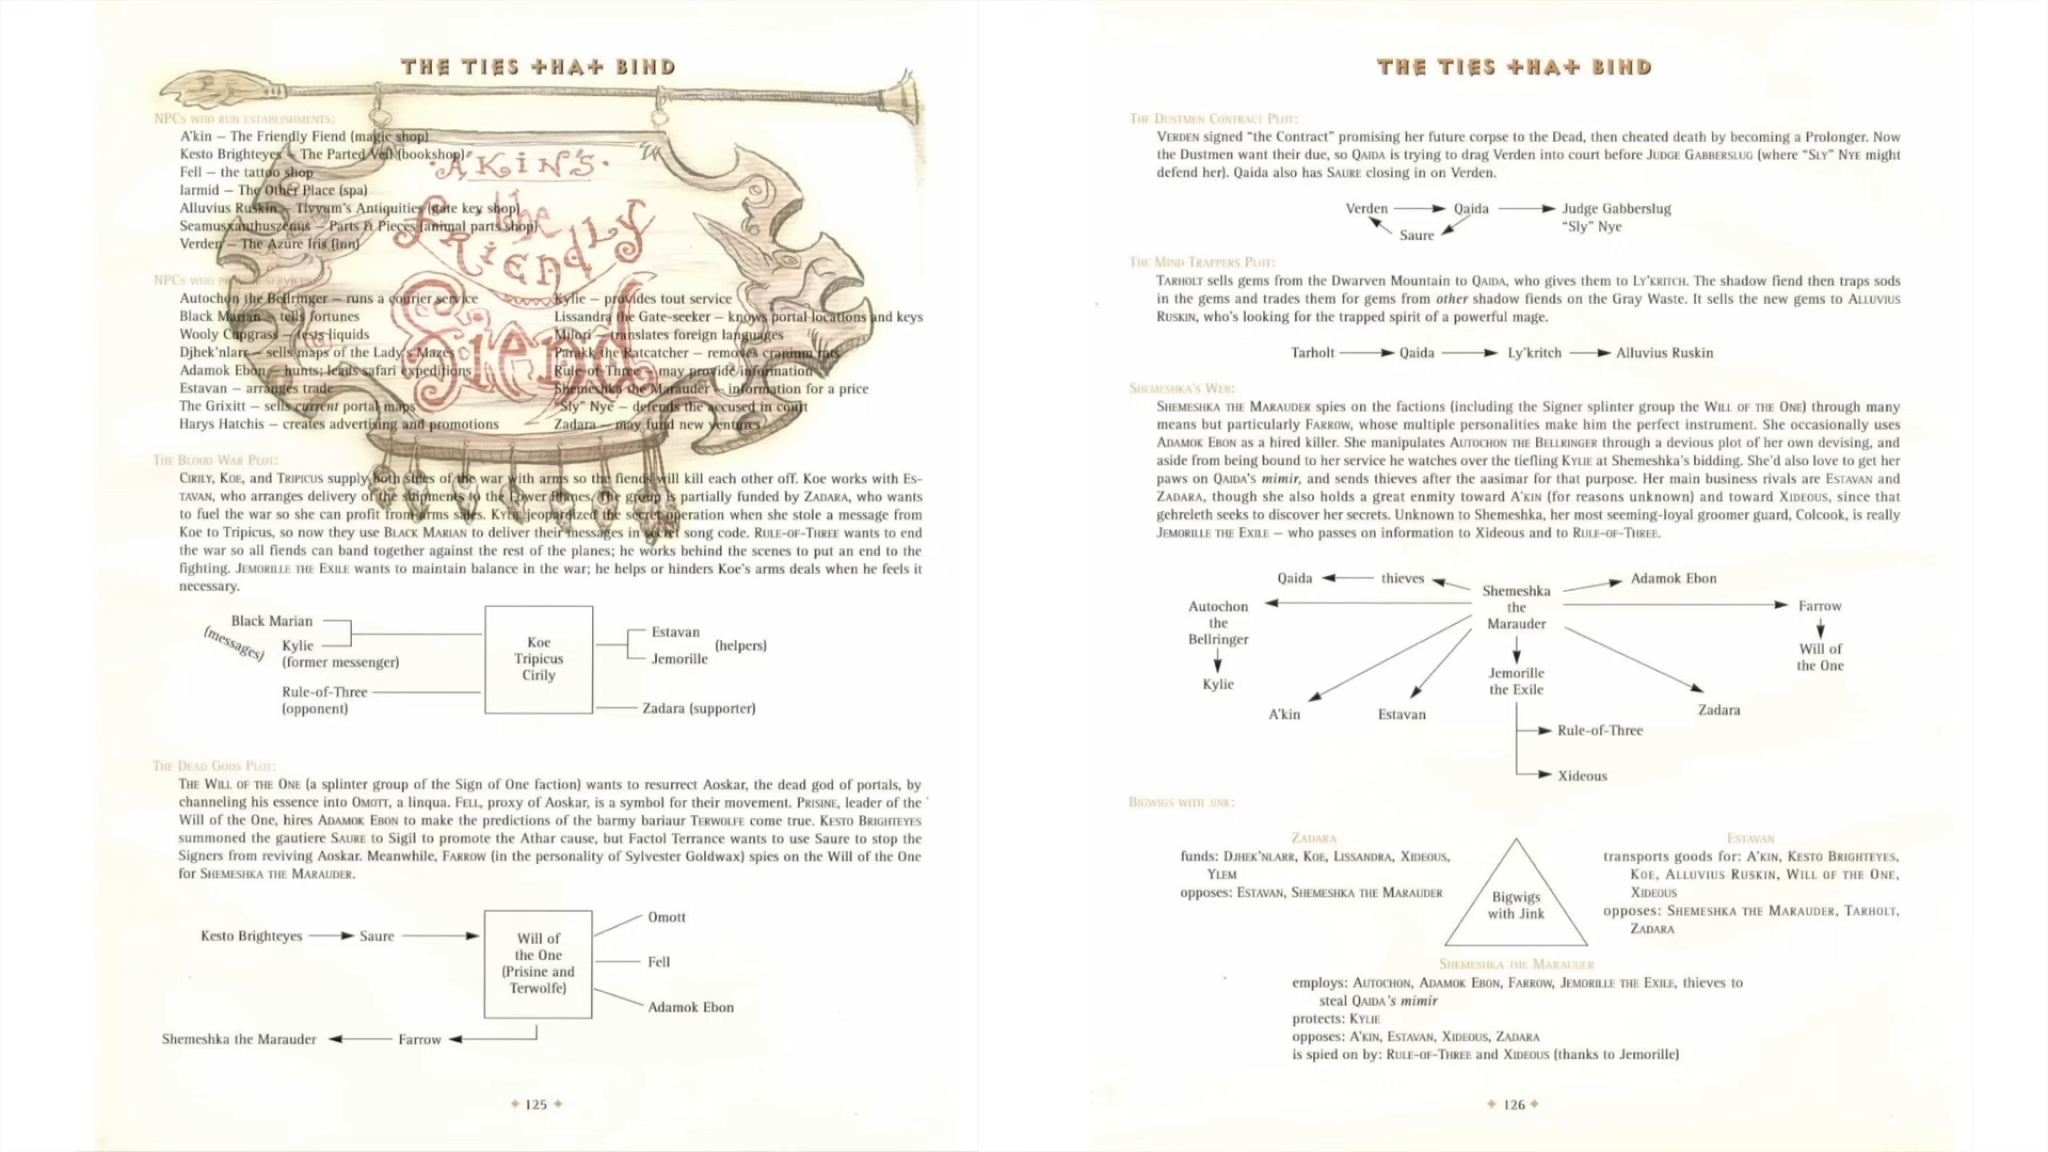 THE TIES THAT BIND
NPCs who run establishments:
A'kin – The Friendly Fiend (magic shop)
Kesto Brighteyes – The Parted Veil (bookshop)
Fell – the tattoo shop
Iarmid – The Other Place (spa)
Alluvius Ruskin – Tivvum's Antiquities (gate key shop)
Seamusxanthuszenus – Parts & Pieces (animal parts shop)
Verden – The Azure Iris (inn)
A'KIN'S
the
FRIENDLY
Fiend
NPCs who provide services:
Autochon the Bellringer – runs a courier service
Black Marian – tells fortunes
Wooly Cupgrass – tests liquids
Djhek'nlarr – sells maps of the Lady's Mazes
Adamok Ebon – hunts; leads safari expeditions
Estavan – arranges trade
The Grixitt – sells current portal maps
Harys Hatchis – creates advertising and promotions
Kylie – provides tout service
Lissandra the Gate-seeker – knows portal locations and keys
Milori – translates foreign languages
Parakk the Ratcatcher – removes cranium rats
Rule-of-Three – may provide information
Shemeshka the Marauder – information for a price
"Sly" Nye – defends the accused in court
Zadara – may fund new ventures
The Blood War Plot:
Cirily, Koe, and Tripicus supply both sides of the war with arms so the fiends will kill each other off. Koe works with Es-
tavan, who arranges delivery of the shipments to the Lower Planes. The group is partially funded by Zadara, who wants
to fuel the war so she can profit from arms sales. Kylie jeopardized the secret operation when she stole a message from
Koe to Tripicus, so now they use Black Marian to deliver their messages in secret song code. Rule-of-Three wants to end
the war so all fiends can band together against the rest of the planes; he works behind the scenes to put an end to the
fighting. Jemorille the Exile wants to maintain balance in the war; he helps or hinders Koe's arms deals when he feels it
necessary.
Black Marian
(messages)
Kylie
(former messenger)
Rule-of-Three
(opponent)
Koe
Tripicus
Cirily
Estavan
(helpers)
Jemorille
Zadara (supporter)
The Dead Gods Plot:
The Will of the One (a splinter group of the Sign of One faction) wants to resurrect Aoskar, the dead god of portals, by
channeling his essence into Omott, a linqua. Fell, proxy of Aoskar, is a symbol for their movement. Prisine, leader of the
Will of the One, hires Adamok Ebon to make the predictions of the barmy bariaur Terwolfe come true. Kesto Brighteyes
summoned the gautiere Saure to Sigil to promote the Athar cause, but Factol Terrance wants to use Saure to stop the
Signers from reviving Aoskar. Meanwhile, Farrow (in the personality of Sylvester Goldwax) spies on the Will of the One
for Shemeshka the Marauder.
Kesto Brighteyes
Saure
Will of
the One
(Prisine and
Terwolfe)
Omott
Fell
Adamok Ebon
Shemeshka the Marauder
Farrow
125
THE TIES THAT BIND
The Dustmen Contract Plot:
Verden signed "the Contract" promising her future corpse to the Dead, then cheated death by becoming a Prolonger. Now
the Dustmen want their due, so Qaida is trying to drag Verden into court before Judge Gabberslug (where "Sly" Nye might
defend her). Qaida also has Saure closing in on Verden.
Verden
Qaida
Judge Gabberslug
"Sly" Nye
Saure
The Mind Trappers Plot:
Tarholt sells gems from the Dwarven Mountain to Qaida, who gives them to Ly'kritch. The shadow fiend then traps sods
in the gems and trades them for gems from other shadow fiends on the Gray Waste. It sells the new gems to Alluvius
Ruskin, who's looking for the trapped spirit of a powerful mage.
Tarholt
Qaida
Ly'kritch
Alluvius Ruskin
Shemeshka's Web:
Shemeshka the Marauder spies on the factions (including the Signer splinter group the Will of the One) through many
means but particularly Farrow, whose multiple personalities make him the perfect instrument. She occasionally uses
Adamok Ebon as a hired killer. She manipulates Autochon the Bellringer through a devious plot of her own devising, and
aside from being bound to her service he watches over the tiefling Kylie at Shemeshka's bidding. She'd also love to get her
paws on Qaida's mimir, and sends thieves after the aasimar for that purpose. Her main business rivals are Estavan and
Zadara, though she also holds a great enmity toward A'kin (for reasons unknown) and toward Xideous, since that
gehreleth seeks to discover her secrets. Unknown to Shemeshka, her most seeming-loyal groomer guard, Colcook, is really
Jemorille the Exile – who passes on information to Xideous and to Rule-of-Three.
Qaida
thieves
Shemeshka
the
Marauder
Adamok Ebon
Autochon
the
Bellringer
Farrow
Will of
the One
Kylie
Jemorille
the Exile
A'kin
Estavan
Zadara
Rule-of-Three
Xideous
Bigwigs with jink:
Zadara
funds: Djhek'nlarr, Koe, Lissandra, Xideous,
Ylem
opposes: Estavan, Shemeshka the Marauder
Bigwigs
with Jink
Estavan
transports goods for: A'kin, Kesto Brighteyes,
Koe, Alluvius Ruskin, Will of the One,
Xideous
opposes: Shemeshka the Marauder, Tarholt,
Zadara
Shemeshka the Marauder
employs: Autochon, Adamok Ebon, Farrow, Jemorille the Exile, thieves to
steal Qaida's mimir
protects: Kylie
opposes: A'kin, Estavan, Xideous, Zadara
is spied on by: Rule-of-Three and Xideous (thanks to Jemorille)
126